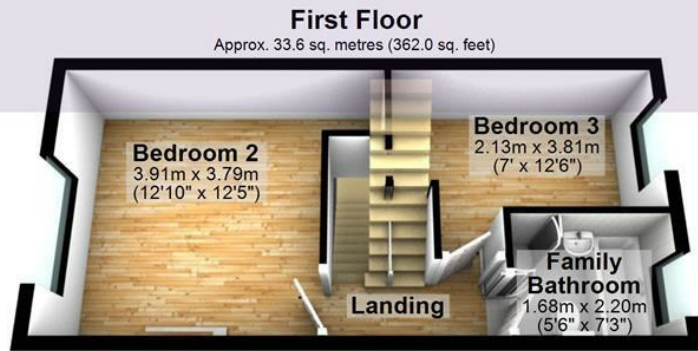 First Floor
Approx. 33.6 sq. metres (362.0 sq. feet)
Bedroom 2
3.91m x 3.79m
(12'10" x 12'5")
Bedroom 3
2.13m x 3.81m
(7' x 12'6")
Landing
Family
Bathroom
1.68m x 2.20m
(5'6" x 7'3")